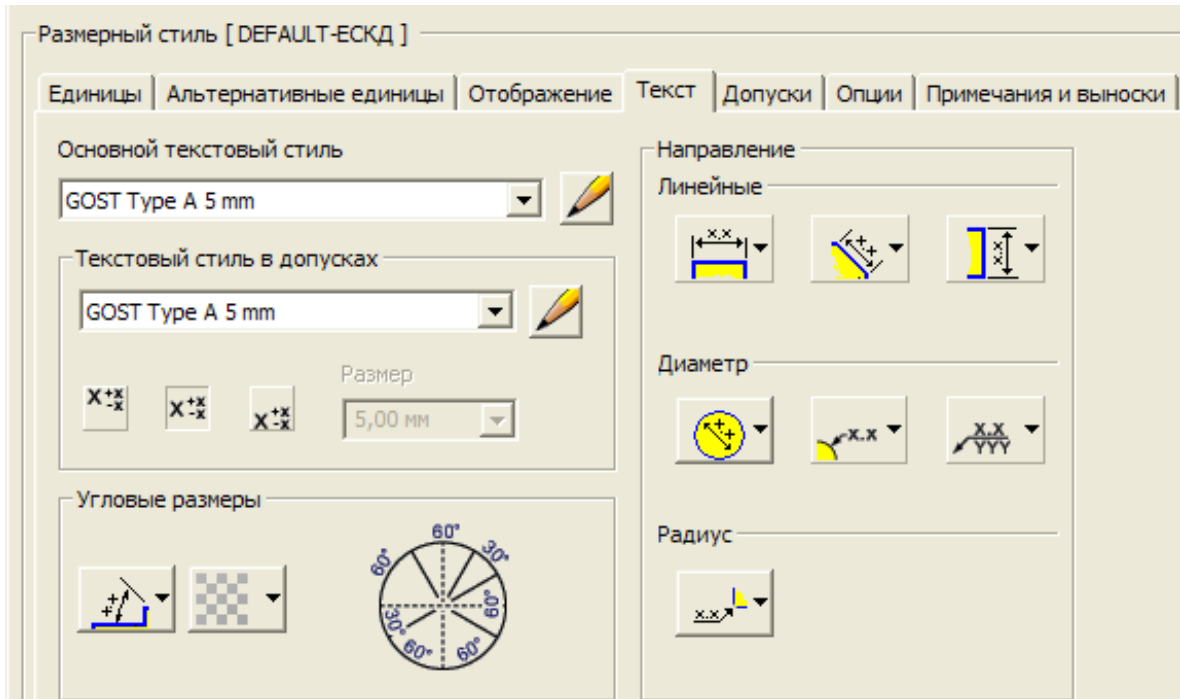 Размерный стиль [ DEFAULT-ЕСКД ]
Единицы Альтернативные единицы Отображение Текст Допуски Опции Примечания и выноски
Основной текстовый стиль
GOST Type A 5 mm
Текстовый стиль в допусках
GOST Type A 5 mm
X +X -X X +X -X X +X -X
Размер
5,00 мм
Угловые размеры
60° 30° 60° 60° 30° 60° 60° 60°
Направление
Линейные
x.x
Диаметр
x.x X.X
YYY
Радиус
x.x